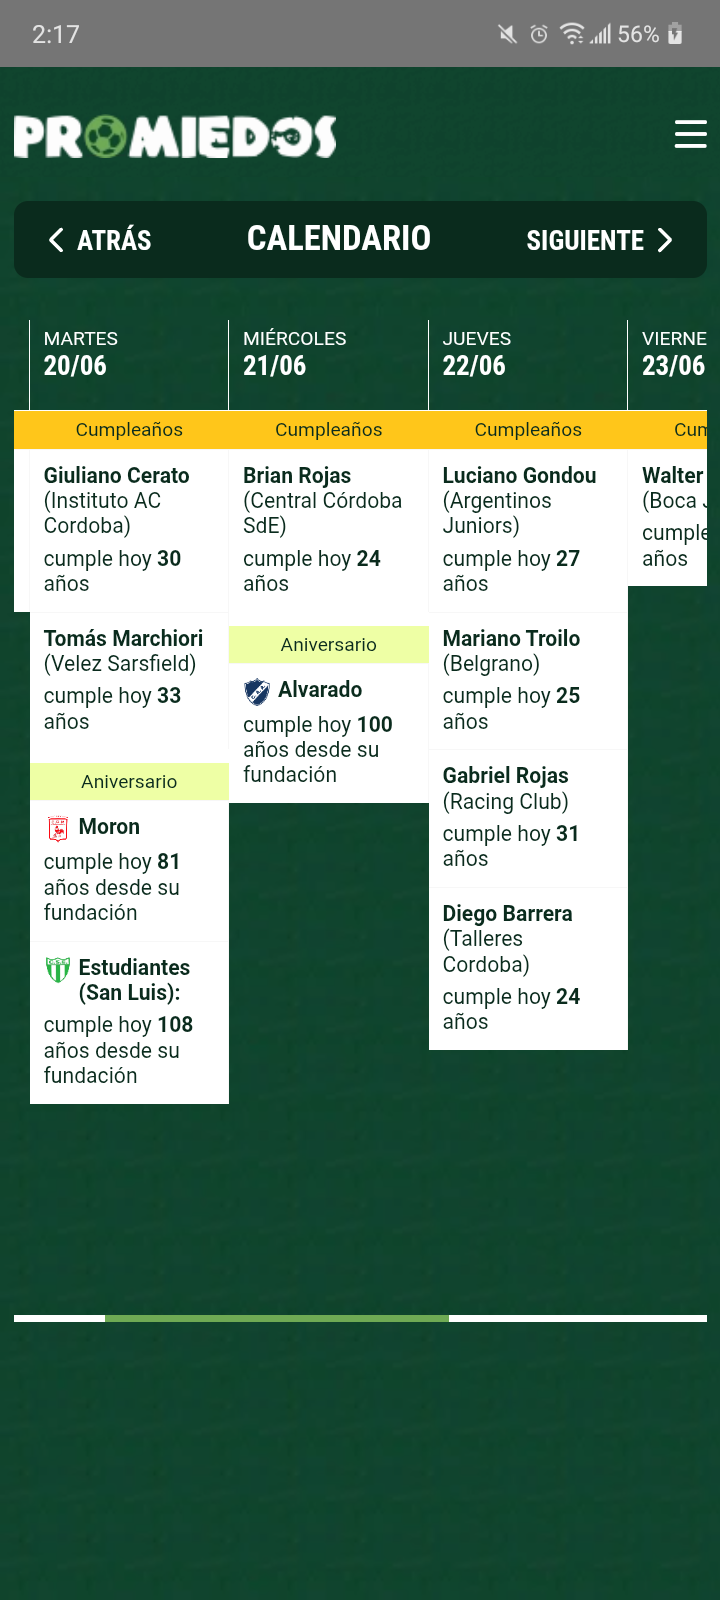 2:17
56%
PROMIEDOS
ATRÁS
CALENDARIO
SIGUIENTE
MARTES
20/06
Cumpleaños
Giuliano Cerato
(Instituto AC
Cordoba)
cumple hoy 30
años
Tomás Marchiori
(Velez Sarsfield)
cumple hoy 33
años
Aniversario
Moron
cumple hoy 81
años desde su
fundación
Estudiantes
(San Luis):
cumple hoy 108
años desde su
fundación
MIÉRCOLES
21/06
Cumpleaños
Brian Rojas
(Central Córdoba
SdE)
cumple hoy 24
años
Aniversario
Alvarado
cumple hoy 100
años desde su
fundación
JUEVES
22/06
Cumpleaños
Luciano Gondou
(Argentinos
Juniors)
cumple hoy 27
años
Mariano Troilo
(Belgrano)
cumple hoy 25
años
Gabriel Rojas
(Racing Club)
cumple hoy 31
años
Diego Barrera
(Talleres
Cordoba)
cumple hoy 24
años
VIERNE
23/06
Cum
Walter
(Boca J
cumple
años